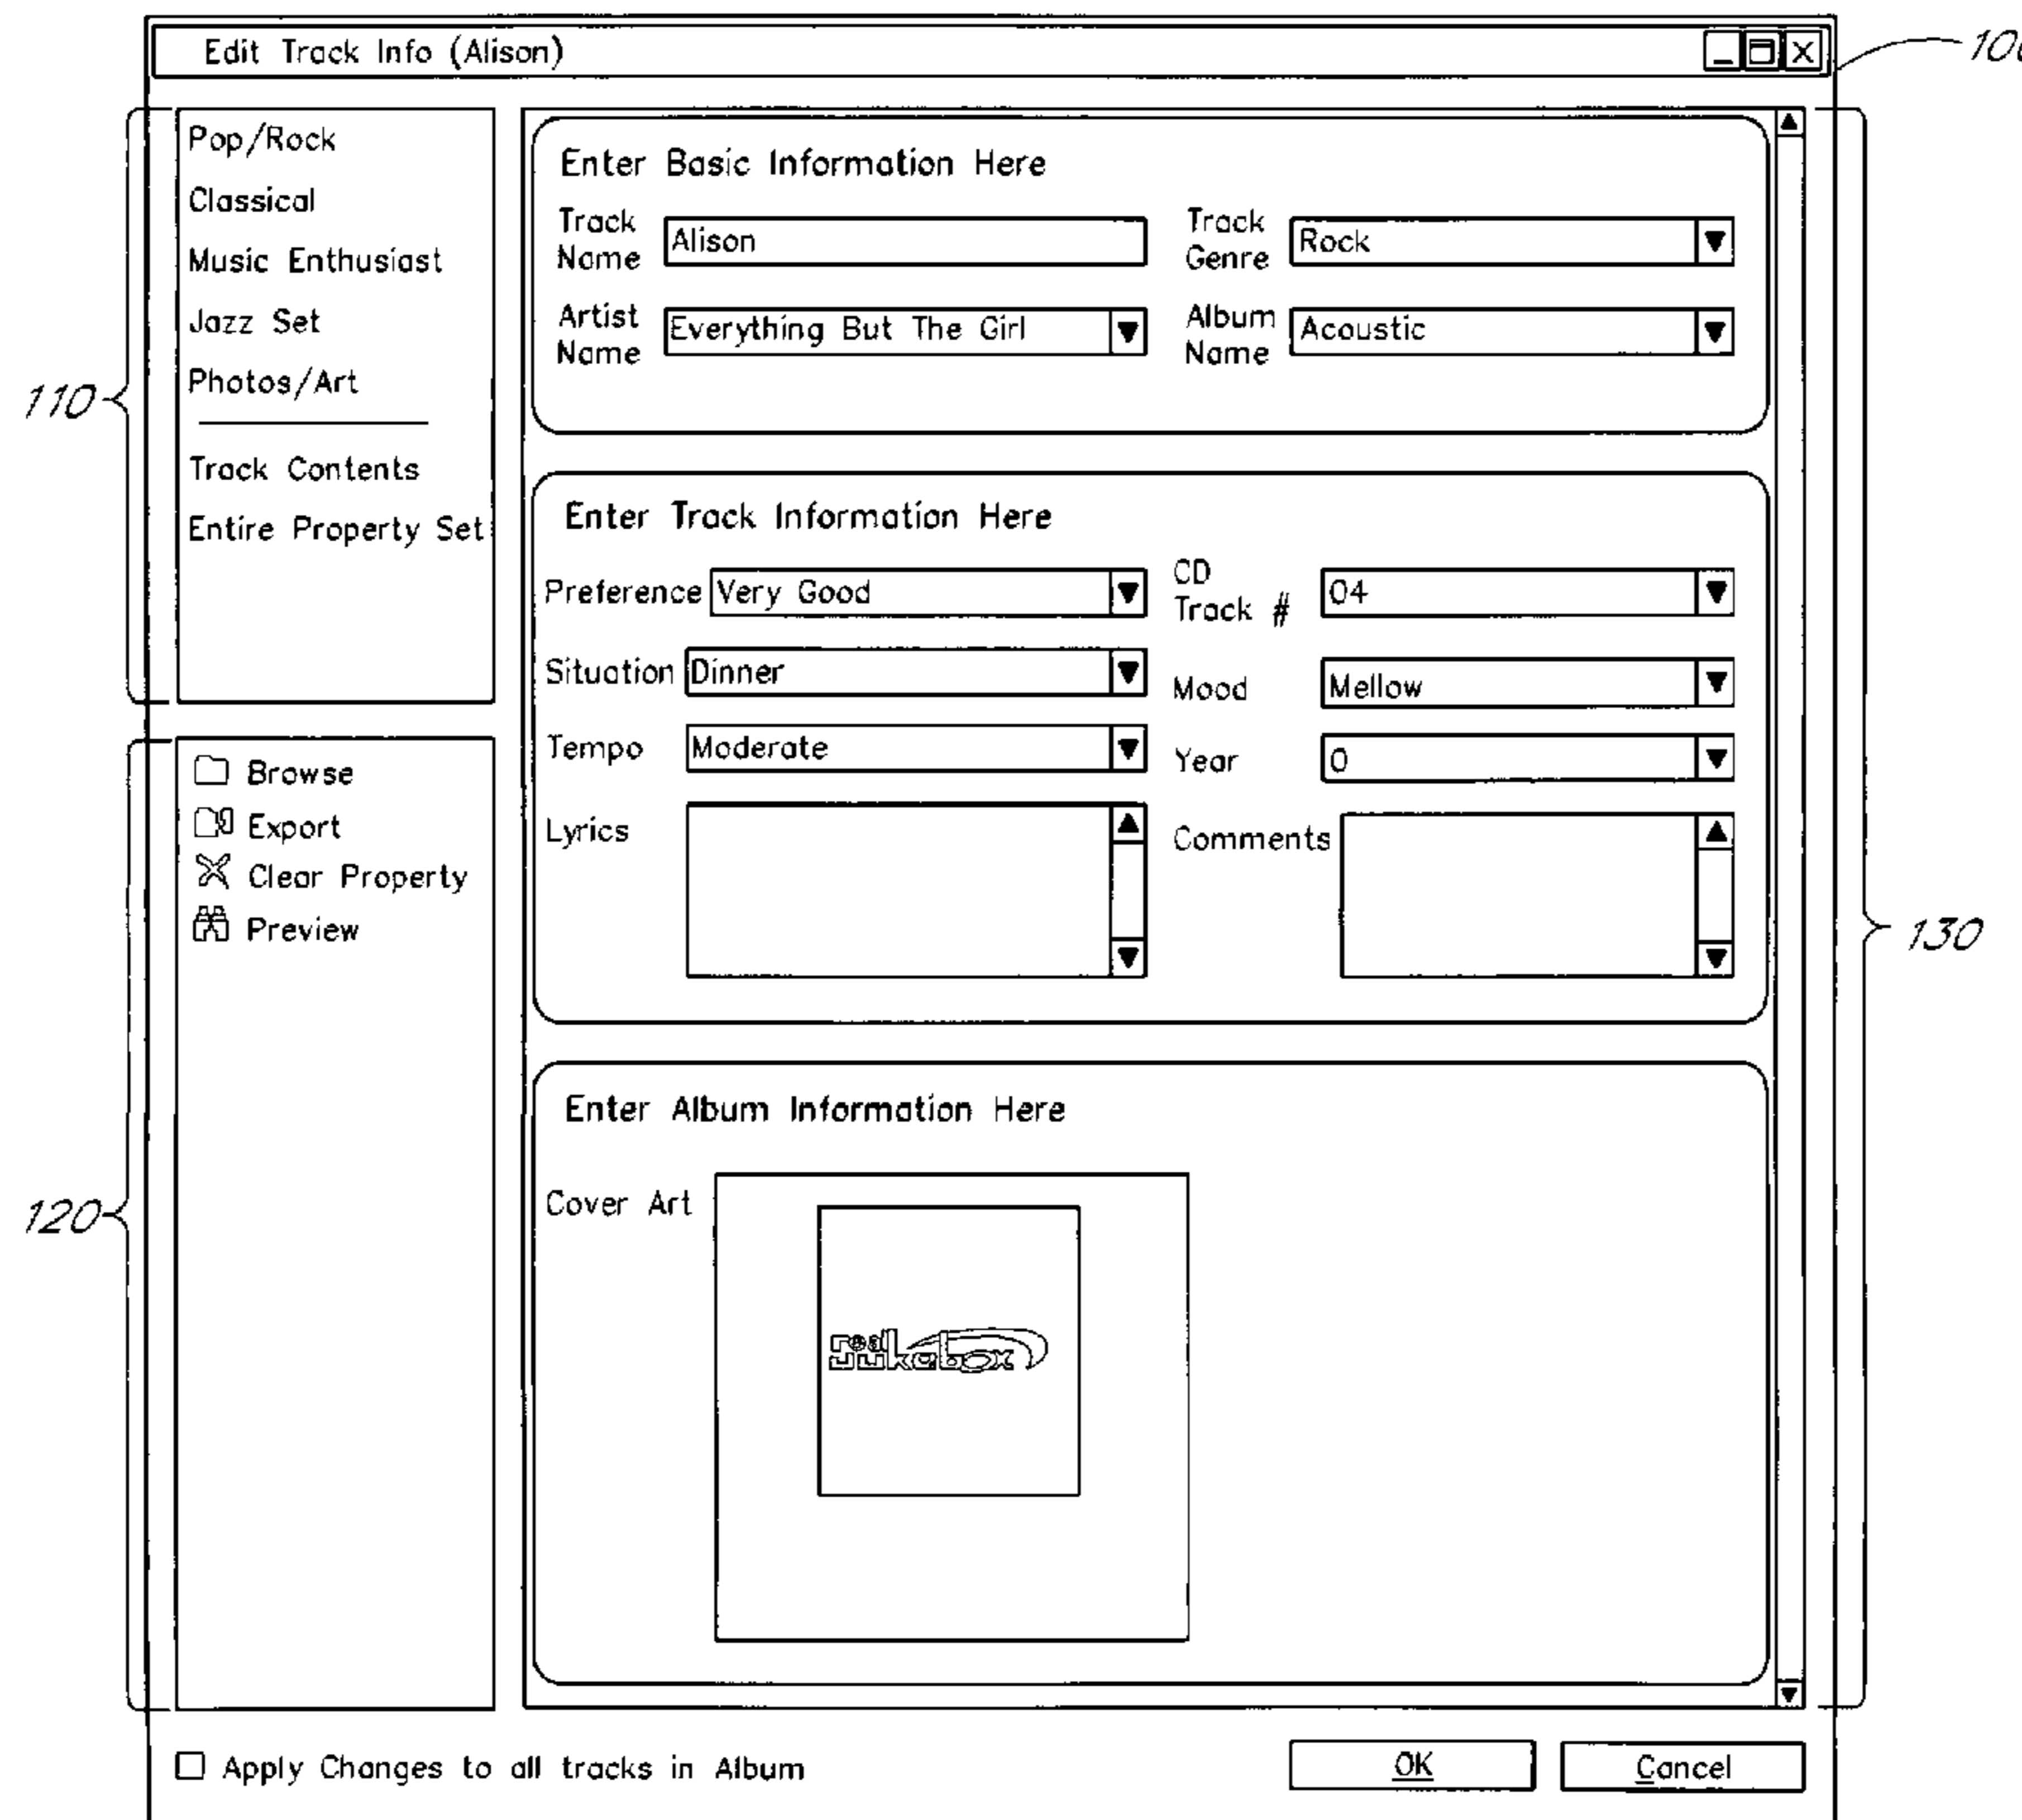 Edit Track Info (Alison)
Pop/Rock
Classical
Music Enthusiast
Jazz Set
Photos/Art
Track Contents
Entire Property Set
110
Browse
Export
Clear Property
Preview
120
Enter Basic Information Here
Track Name
Alison
Track Genre
Rock
Artist Name
Everything But The Girl
Album Name
Acoustic
Enter Track Information Here
Preference
Very Good
CD Track #
04
Situation
Dinner
Mood
Mellow
Tempo
Moderate
Year
0
Lyrics
Comments
130
Enter Album Information Here
Cover Art
real
jukebox
Apply Changes to all tracks in Album
OK
Cancel